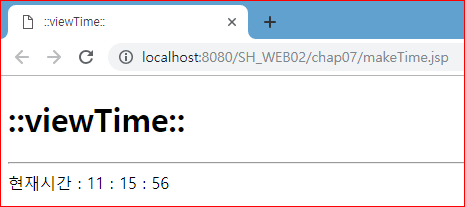 ::viewTime::
localhost:8080/SH_WEB02/chap07/makeTime.jsp
::viewTime::
현재시간 : 11 : 15 : 56